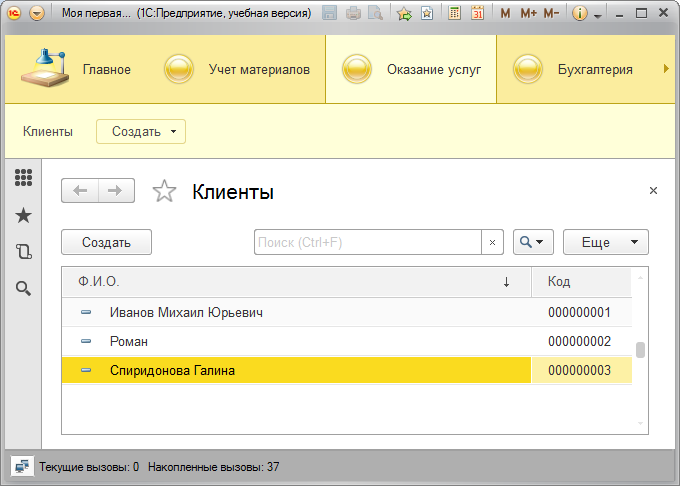 Моя первая... (1С:Предприятие, учебная версия) M M+ M-
Главное Учет материалов Оказание услуг Бухгалтерия
Клиенты Создать
Клиенты
Создать Поиск (Ctrl+F) Еще
Ф.И.О. Код
Иванов Михаил Юрьевич 000000001
Роман 000000002
Спиридонова Галина 000000003
Текущие вызовы: 0 Накопленные вызовы: 37